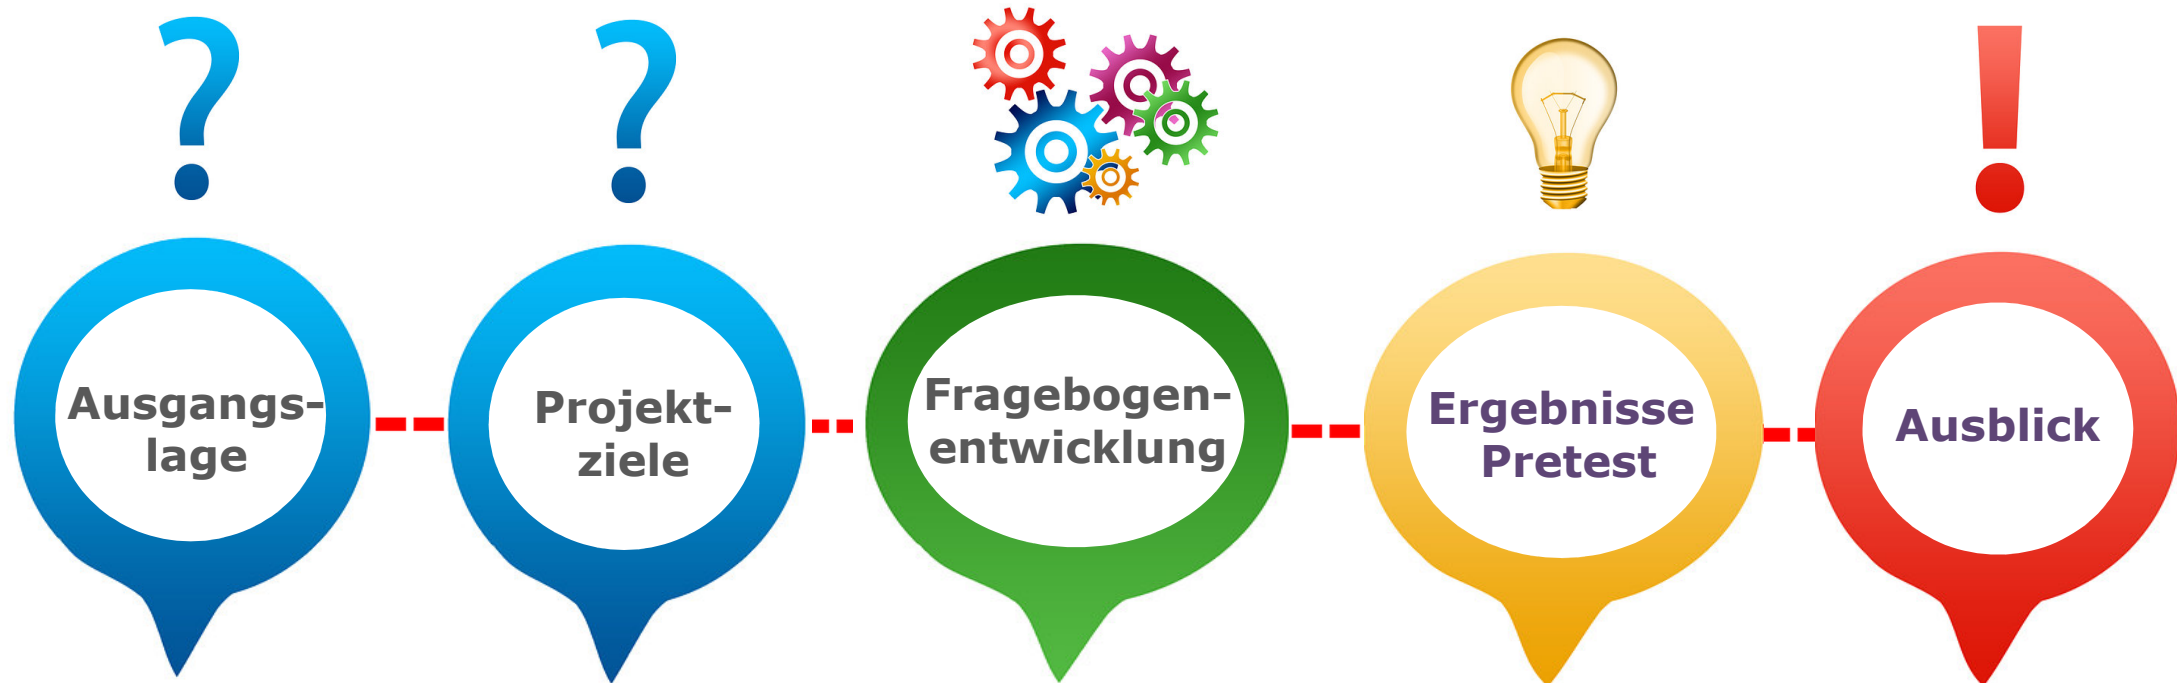 ?
?
!
Ausgangs-
lage
Projekt-
ziele
Fragebogen-
entwicklung
Ergebnisse
Pretest
Ausblick